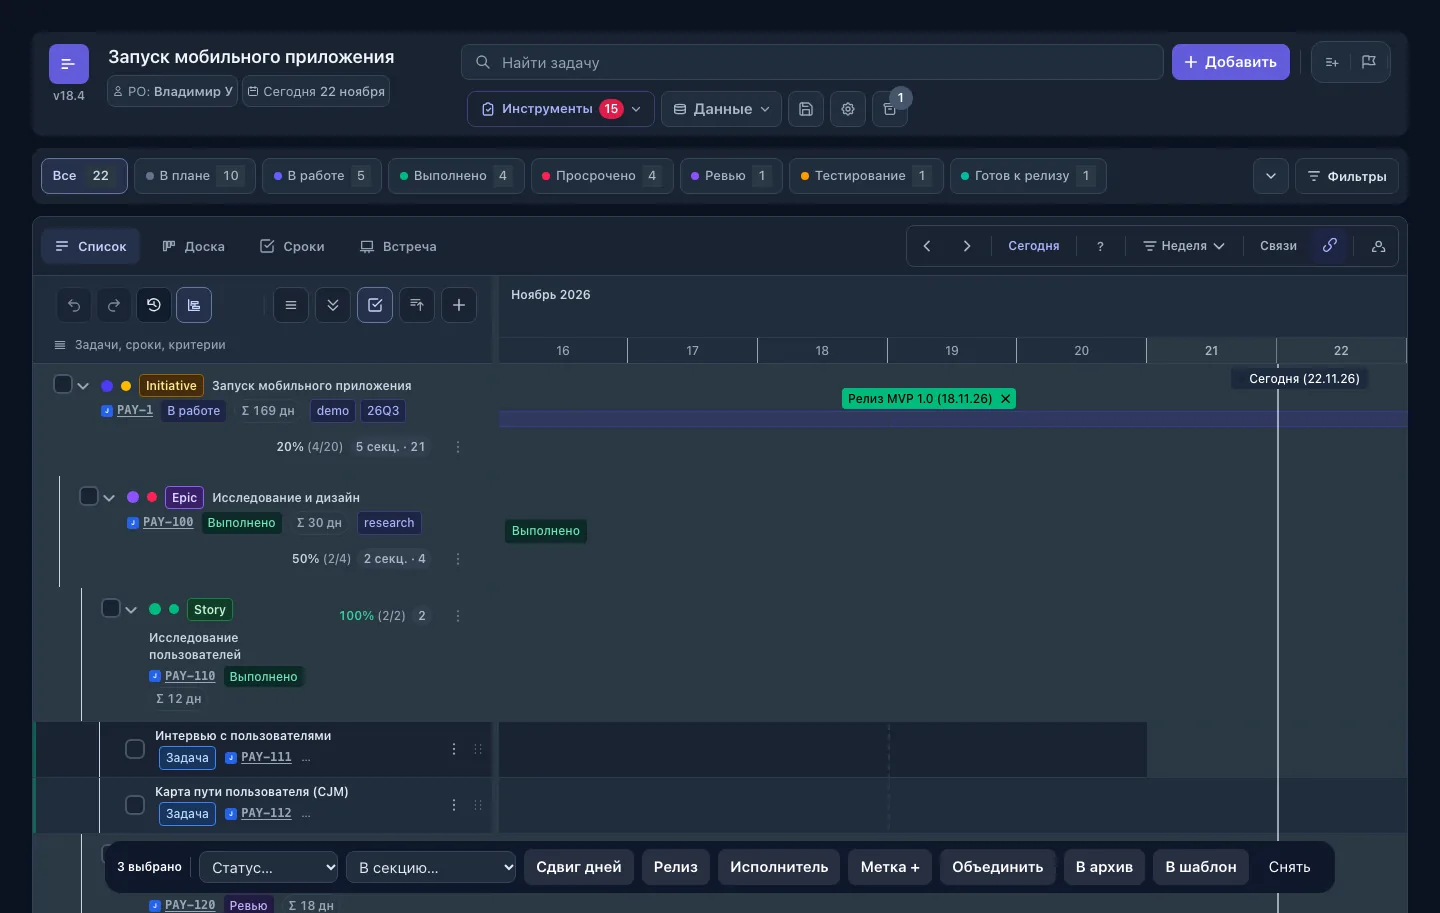 Запуск мобильного приложения
v18.4
PO: Владимир У
Сегодня 22 ноября
Найти задачу
Добавить
Инструменты 15
Данные
1
Все 22
В плане 10
В работе 5
Выполнено 4
Просрочено 4
Ревью 1
Тестирование 1
Готов к релизу 1
Фильтры
Список
Доска
Сроки
Встреча
Сегодня
?
Неделя
Связи
Задачи, сроки, критерии
Ноябрь 2026
16 17 18 19 20 21 22
Сегодня (22.11.26)
Релиз MVP 1.0 (18.11.26) ×
Initiative Запуск мобильного приложения
PAY-1 В работе Σ 169 дн demo 26Q3
20% (4/20) 5 секц. · 21
Epic Исследование и дизайн
PAY-100 Выполнено Σ 30 дн research
Выполнено
50% (2/4) 2 секц. · 4
Story 100% (2/2) 2
Исследование
пользователей
PAY-110 Выполнено
Σ 12 дн
Интервью с пользователями
Задача PAY-111 ...
Карта пути пользователя (CJM)
Задача PAY-112 ...
3 выбрано
Статус...
В секцию...
Сдвиг дней
Релиз
Исполнитель
Метка +
Объединить
В архив
В шаблон
Снять
PAY-120 Ревью Σ 18 дн